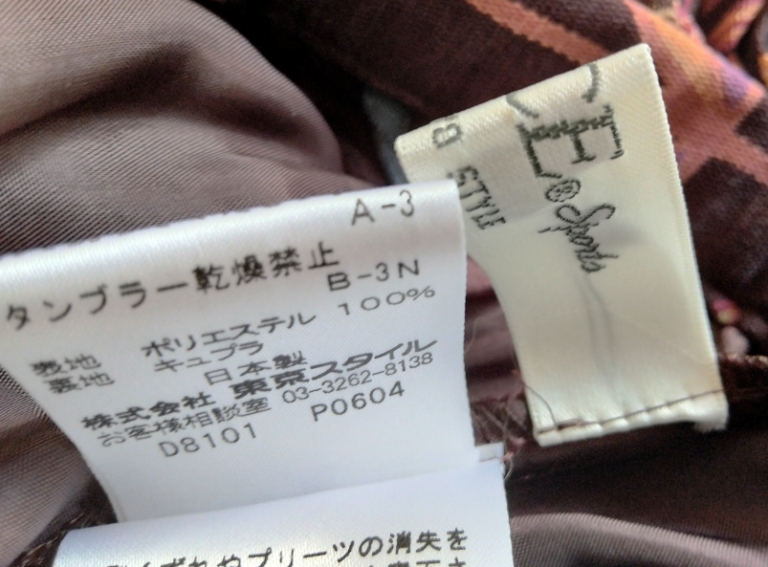 A-3
タンブラー乾燥禁止
B-3N
表地 ポリエステル 100%
裏地 キュプラ
日本製
株式会社 東京スタイル
お客様相談室 03-3262-8138
D8101 P0604
プリーツの消失を
STYLE
E® Sports